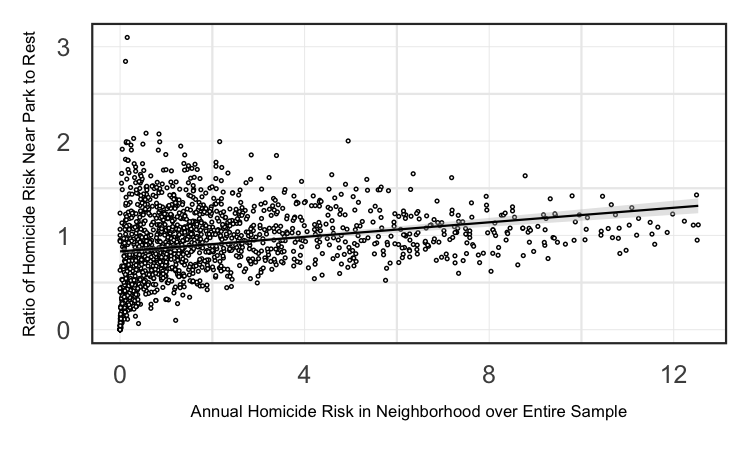 Ratio of Homicide Risk Near Park to Rest
3
2
1
0
0 4 8 12
Annual Homicide Risk in Neighborhood over Entire Sample